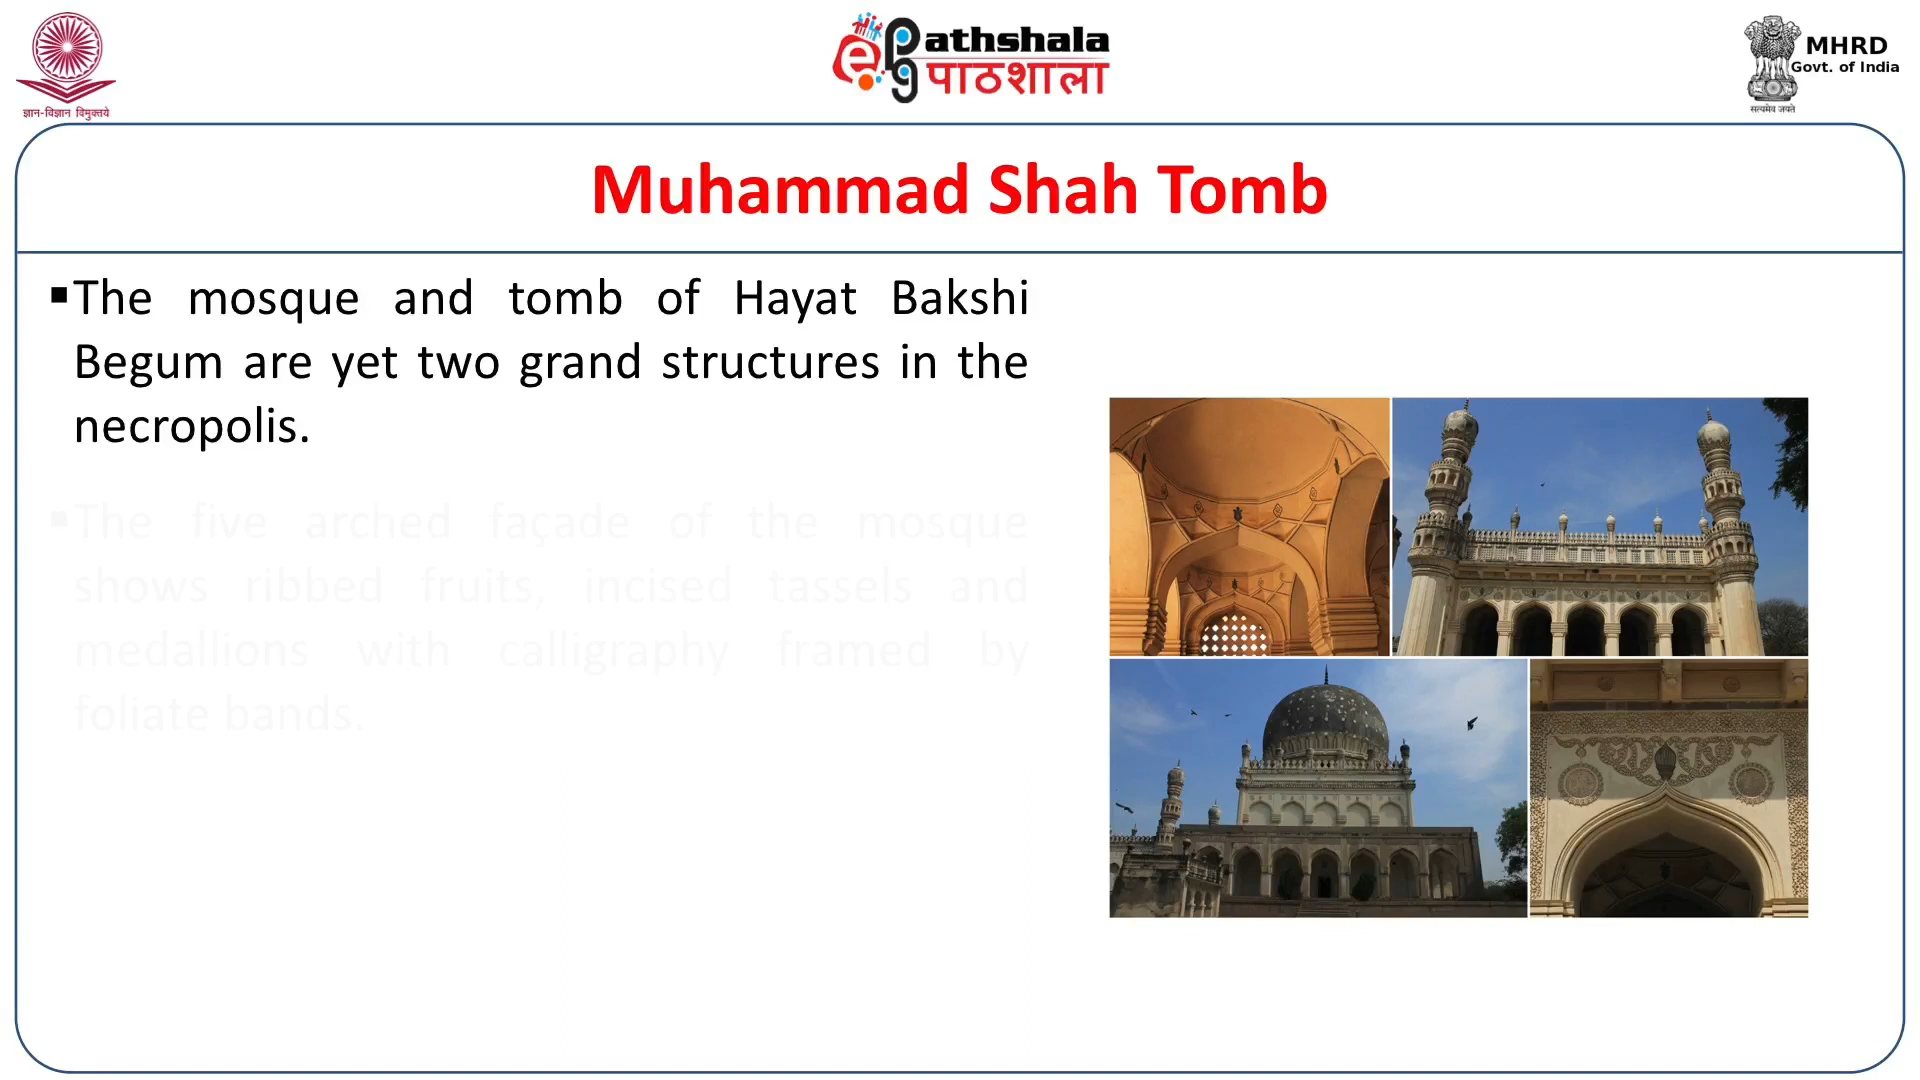 ज्ञान-विज्ञान विमुक्तये
ePG Pathshala
पाठशाला
MHRD
Govt. of India
सत्यमेव जयते
Muhammad Shah Tomb
▪The mosque and tomb of Hayat Bakshi
Begum are yet two grand structures in the
necropolis.
▪The five arched façade of the mosque
shows ribbed fruits, incised tassels and
medallions with calligraphy framed by
foliate bands.